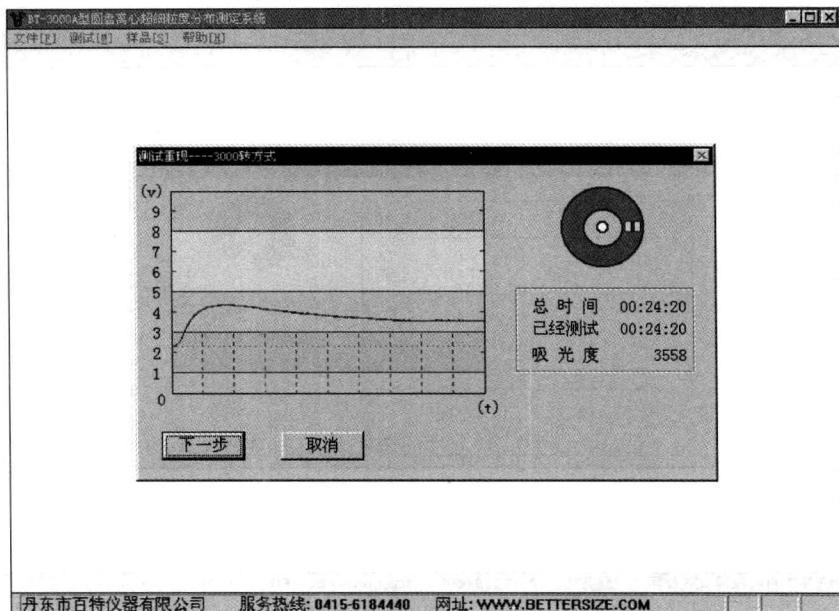 BT-3000A型圆盘离心超细粒度分布测定系统
文件[F] 测试[M] 样品[S] 帮助[H]
测试重现----3000转方式
(v)
9
8
7
6
5
4
3
2
1
0
(t)
总时间 00:24:20
已经测试 00:24:20
吸光度 3558
下一步 取消
丹东市百特仪器有限公司 服务热线: 0415-6184440 网址: WWW.BETTERSIZE.COM